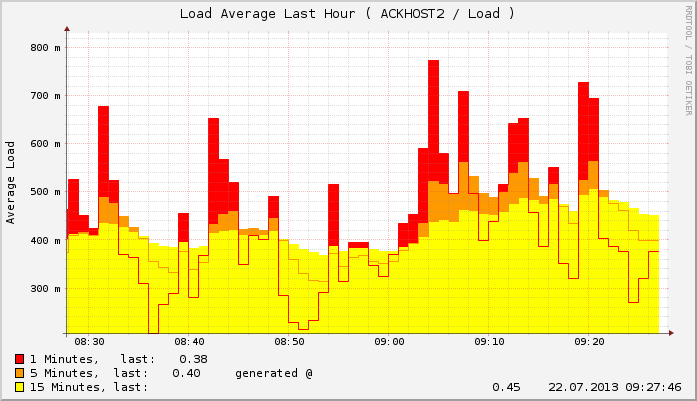 Load Average Last Hour ( ACKHOST2 / Load )
RRDTOOL / TOBI OETIKER
Average Load
800 m
700 m
600 m
500 m
400 m
300 m
08:30 08:40 08:50 09:00 09:10 09:20
1 Minutes, last: 0.38
5 Minutes, last: 0.40 generated @
15 Minutes, last: 0.45 22.07.2013 09:27:46